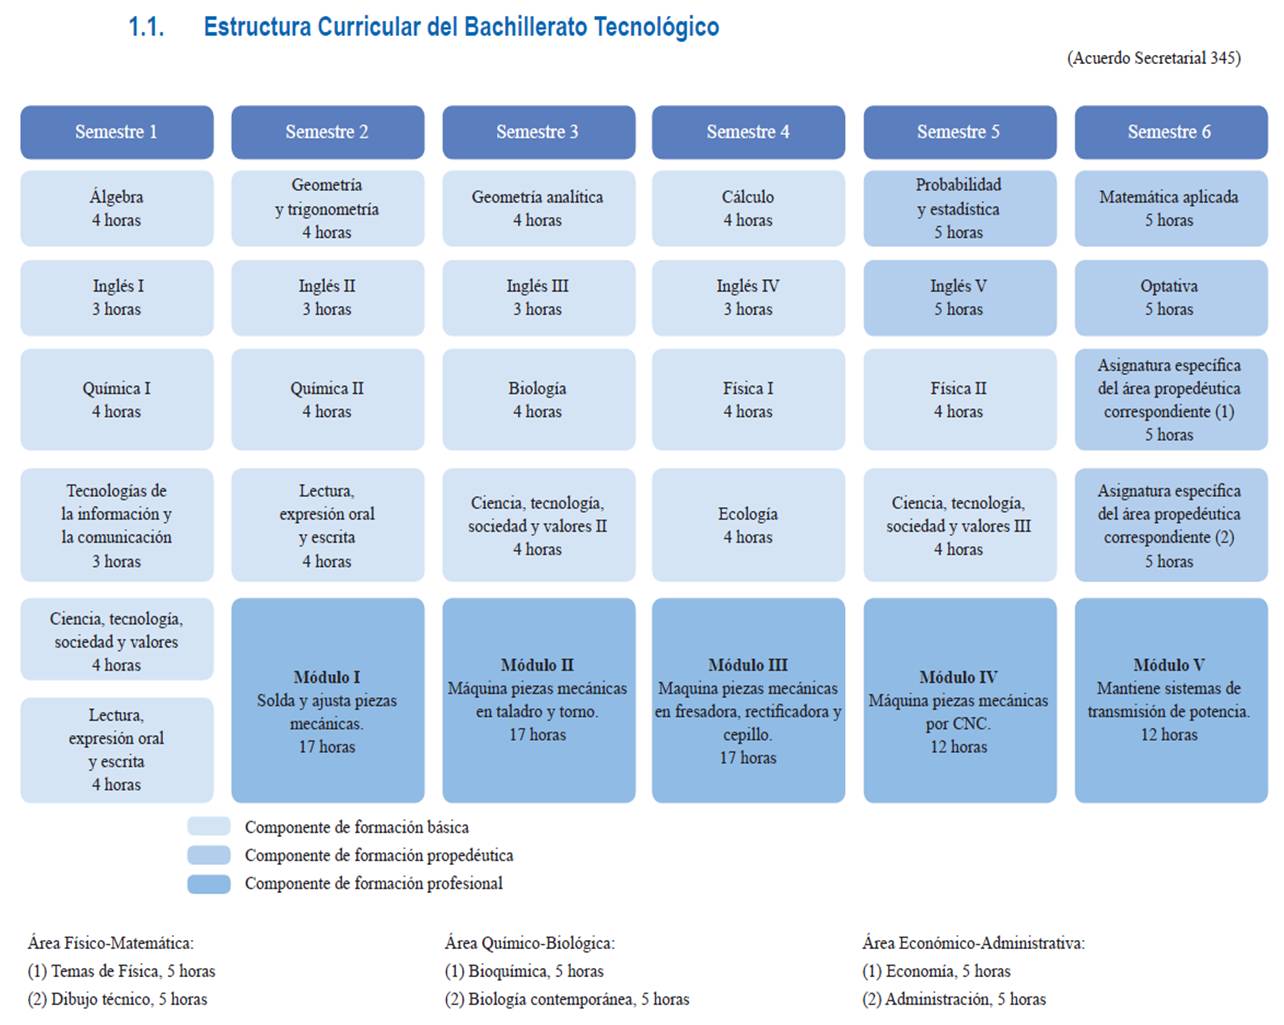 1.1. Estructura Curricular del Bachillerato Tecnológico
(Acuerdo Secretarial 345)
Semestre 1
Semestre 2
Semestre 3
Semestre 4
Semestre 5
Semestre 6
Álgebra
4 horas
Geometría
y trigonometría
4 horas
Geometría analítica
4 horas
Cálculo
4 horas
Probabilidad
y estadística
5 horas
Matemática aplicada
5 horas
Inglés I
3 horas
Inglés II
3 horas
Inglés III
3 horas
Inglés IV
3 horas
Inglés V
5 horas
Optativa
5 horas
Química I
4 horas
Química II
4 horas
Biología
4 horas
Física I
4 horas
Física II
4 horas
Asignatura específica
del área propedéutica
correspondiente (1)
5 horas
Tecnologías de
la información y
la comunicación
3 horas
Lectura,
expresión oral
y escrita
4 horas
Ciencia, tecnología,
sociedad y valores II
4 horas
Ecología
4 horas
Ciencia, tecnología,
sociedad y valores III
4 horas
Asignatura específica
del área propedéutica
correspondiente (2)
5 horas
Ciencia, tecnología,
sociedad y valores
4 horas
Lectura,
expresión oral
y escrita
4 horas
Módulo I
Solda y ajusta piezas
mecánicas.
17 horas
Módulo II
Máquina piezas mecánicas
en taladro y torno.
17 horas
Módulo III
Maquina piezas mecánicas
en fresadora, rectificadora y
cepillo.
17 horas
Módulo IV
Máquina piezas mecánicas
por CNC.
12 horas
Módulo V
Mantiene sistemas de
transmisión de potencia.
12 horas
Componente de formación básica
Componente de formación propedéutica
Componente de formación profesional
Área Físico-Matemática:
(1) Temas de Física, 5 horas
(2) Dibujo técnico, 5 horas
Área Químico-Biológica:
(1) Bioquímica, 5 horas
(2) Biología contemporánea, 5 horas
Área Económico-Administrativa:
(1) Economía, 5 horas
(2) Administración, 5 horas